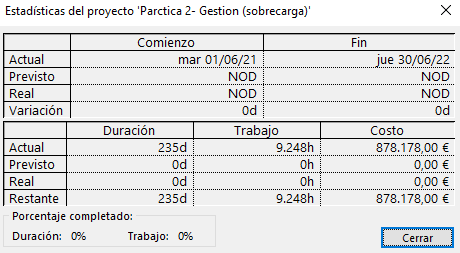 Estadísticas del proyecto 'Parctica 2- Gestion (sobrecarga)'
Comienzo Fin
Actual mar 01/06/21 jue 30/06/22
Previsto NOD NOD
Real NOD NOD
Variación 0d 0d
Duración Trabajo Costo
Actual 235d 9.248h 878.178,00 €
Previsto 0d 0h 0,00 €
Real 0d 0h 0,00 €
Restante 235d 9.248h 878.178,00 €
Porcentaje completado:
Duración: 0% Trabajo: 0% Cerrar